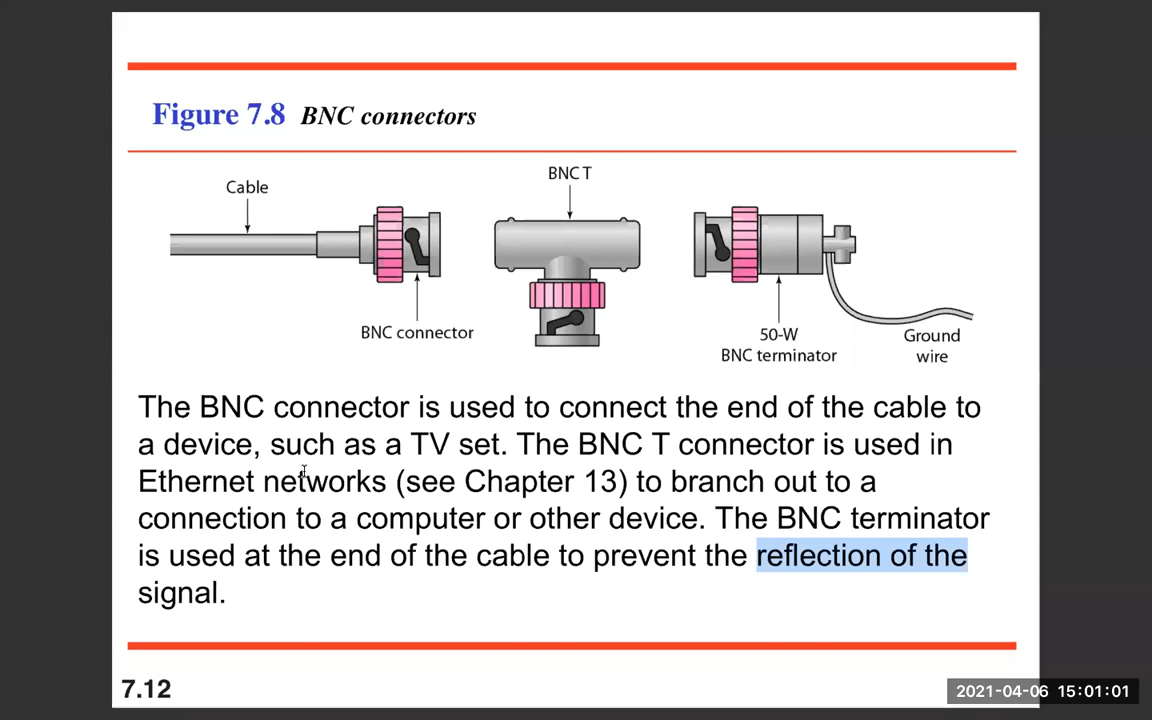 Figure 7.8 BNC connectors
BNC T
Cable
BNC connector
50-W
BNC terminator
Ground
wire
The BNC connector is used to connect the end of the cable to
a device, such as a TV set. The BNC T connector is used in
Ethernet networks (see Chapter 13) to branch out to a
connection to a computer or other device. The BNC terminator
is used at the end of the cable to prevent the reflection of the
signal.
7.12
2021-04-06 15:01:01